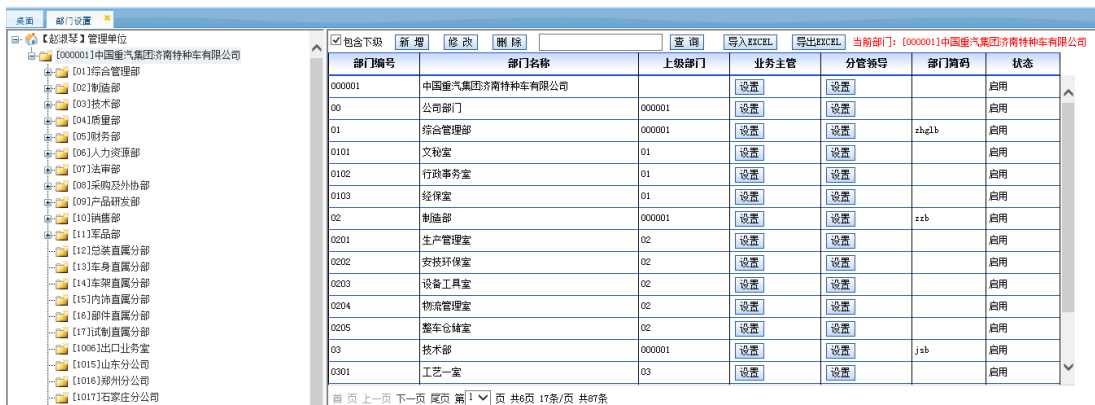 桌面 部门设置
【赵淑琴】管理单位
[000001]中国重汽集团济南特种车有限公司
[01]综合管理部
[02]制造部
[03]技术部
[04]质量部
[05]财务部
[06]人力资源部
[07]法审部
[08]采购及外协部
[09]产品研发部
[10]销售部
[11]军品部
[12]总装直属分部
[13]车身直属分部
[14]车架直属分部
[15]内饰直属分部
[16]部件直属分部
[17]试制直属分部
[1006]出口业务室
[1015]山东分公司
[1016]郑州分公司
[1017]石家庄分公司
包含下级 新 增 修 改 删 除 查 询 导入EXCEL 导出EXCEL 当前部门：[000001]中国重汽集团济南特种车有限公司
部门编号 部门名称 上级部门 业务主管 分管领导 部门简码 状态
000001 中国重汽集团济南特种车有限公司 设置 设置 启用
00 公司部门 000001 设置 设置 启用
01 综合管理部 000001 设置 设置 zhglb 启用
0101 文秘室 01 设置 设置 启用
0102 行政事务室 01 设置 设置 启用
0103 经保室 01 设置 设置 启用
02 制造部 000001 设置 设置 zzb 启用
0201 生产管理室 02 设置 设置 启用
0202 安技环保室 02 设置 设置 启用
0203 设备工具室 02 设置 设置 启用
0204 物流管理室 02 设置 设置 启用
0205 整车仓储室 02 设置 设置 启用
03 技术部 000001 设置 设置 jsb 启用
0301 工艺一室 03 设置 设置 启用
首 页 上一页 下一页 尾页 第 1 页 共6页 17条/页 共87条